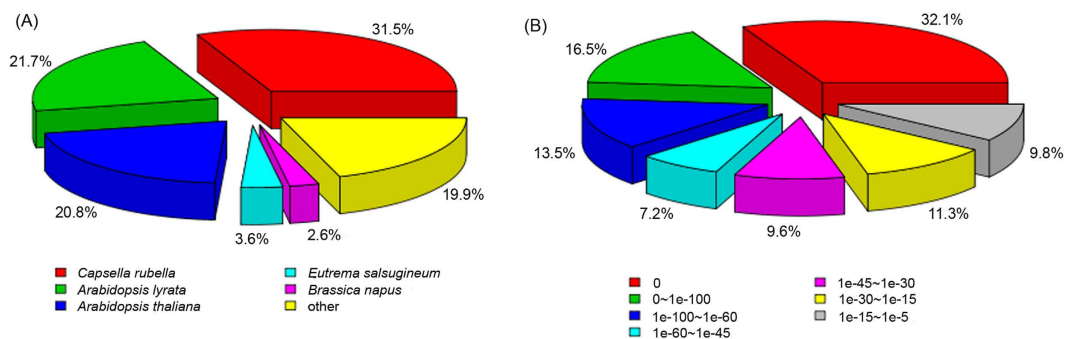 (A)
31.5%
21.7%
20.8%
3.6%
2.6%
19.9%
Capsella rubella
Arabidopsis lyrata
Arabidopsis thaliana
Eutrema salsugineum
Brassica napus
other
(B)
32.1%
16.5%
13.5%
7.2%
9.6%
11.3%
9.8%
0
0~1e-100
1e-100~1e-60
1e-60~1e-45
1e-45~1e-30
1e-30~1e-15
1e-15~1e-5